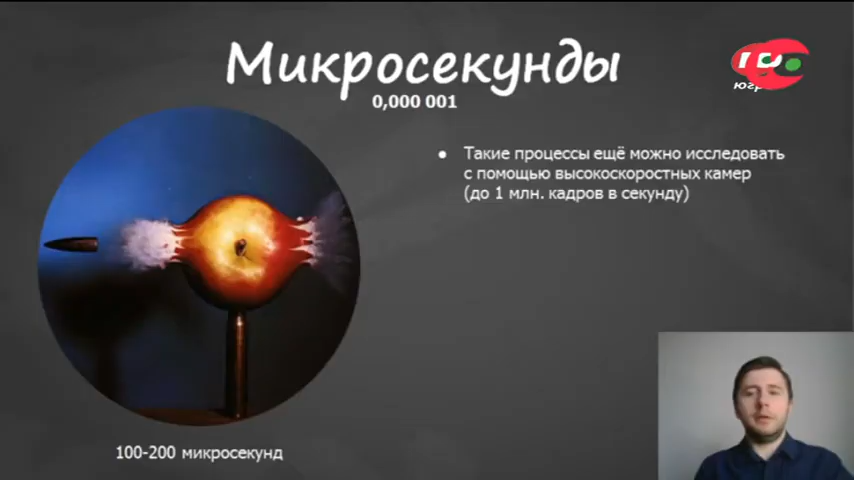 Микросекунды
0,000 001
● Такие процессы ещё можно исследовать
с помощью высокоскоростных камер
(до 1 млн. кадров в секунду)
100-200 микросекунд